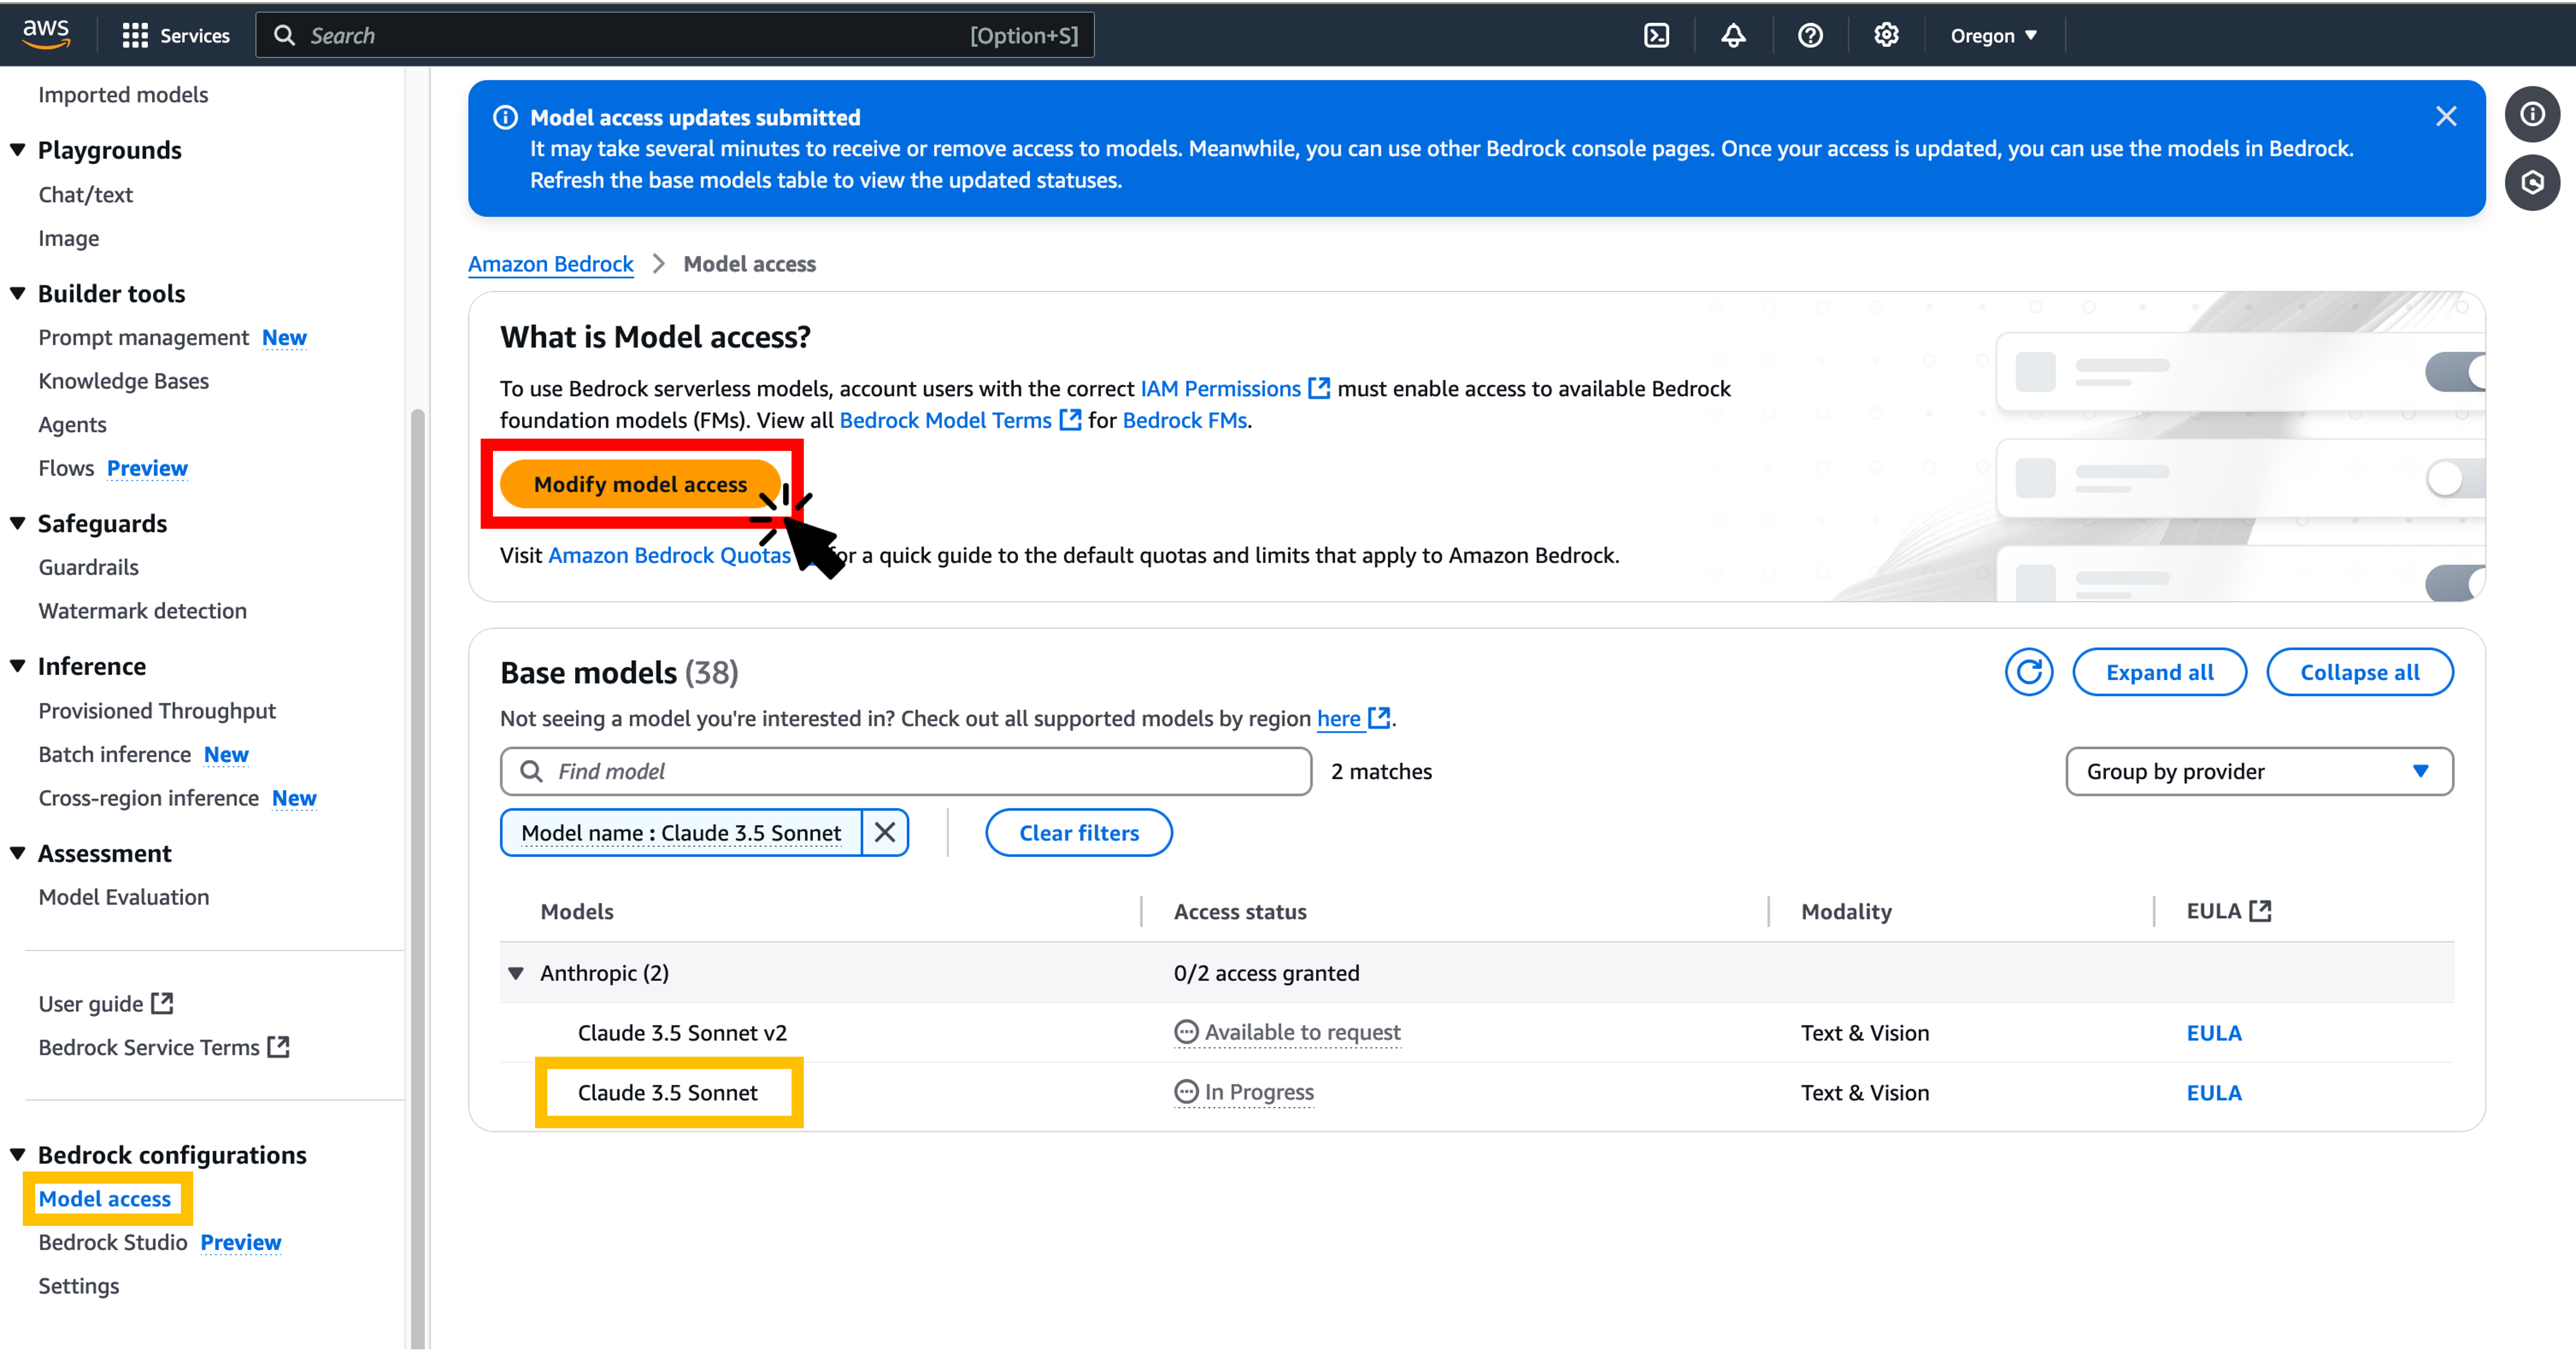 aws
Services
Search
[Option+S]
Oregon
Imported models
Playgrounds
Chat/text
Image
Builder tools
Prompt management New
Knowledge Bases
Agents
Flows Preview
Safeguards
Guardrails
Watermark detection
Inference
Provisioned Throughput
Batch inference New
Cross-region inference New
Assessment
Model Evaluation
User guide
Bedrock Service Terms
Bedrock configurations
Model access
Bedrock Studio Preview
Settings
Model access updates submitted
It may take several minutes to receive or remove access to models. Meanwhile, you can use other Bedrock console pages. Once your access is updated, you can use the models in Bedrock.
Refresh the base models table to view the updated statuses.
Amazon Bedrock > Model access
What is Model access?
To use Bedrock serverless models, account users with the correct IAM Permissions must enable access to available Bedrock
foundation models (FMs). View all Bedrock Model Terms for Bedrock FMs.
Modify model access
Visit Amazon Bedrock Quotas for a quick guide to the default quotas and limits that apply to Amazon Bedrock.
Base models (38)
Expand all
Collapse all
Not seeing a model you're interested in? Check out all supported models by region here.
Find model
2 matches
Group by provider
Model name : Claude 3.5 Sonnet
Clear filters
Models Access status Modality EULA
Anthropic (2) 0/2 access granted
Claude 3.5 Sonnet v2 Available to request Text & Vision EULA
Claude 3.5 Sonnet In Progress Text & Vision EULA